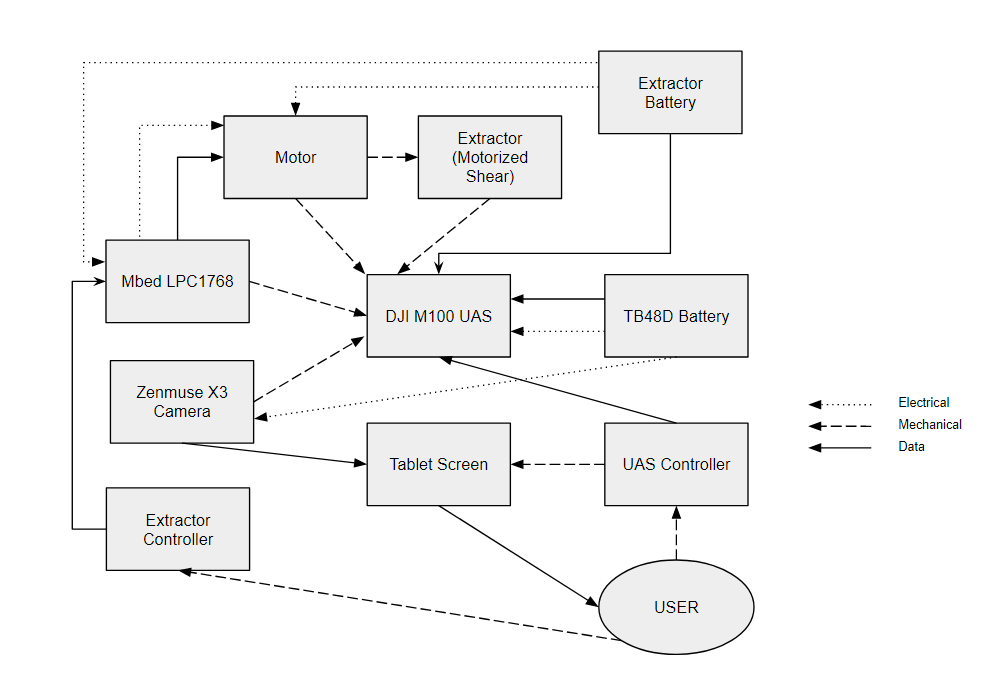 Extractor
Battery
Motor
Extractor
(Motorized
Shear)
Mbed LPC1768
DJI M100 UAS
TB48D Battery
Zenmuse X3
Camera
Electrical
Mechanical
Data
Tablet Screen
UAS Controller
Extractor
Controller
USER